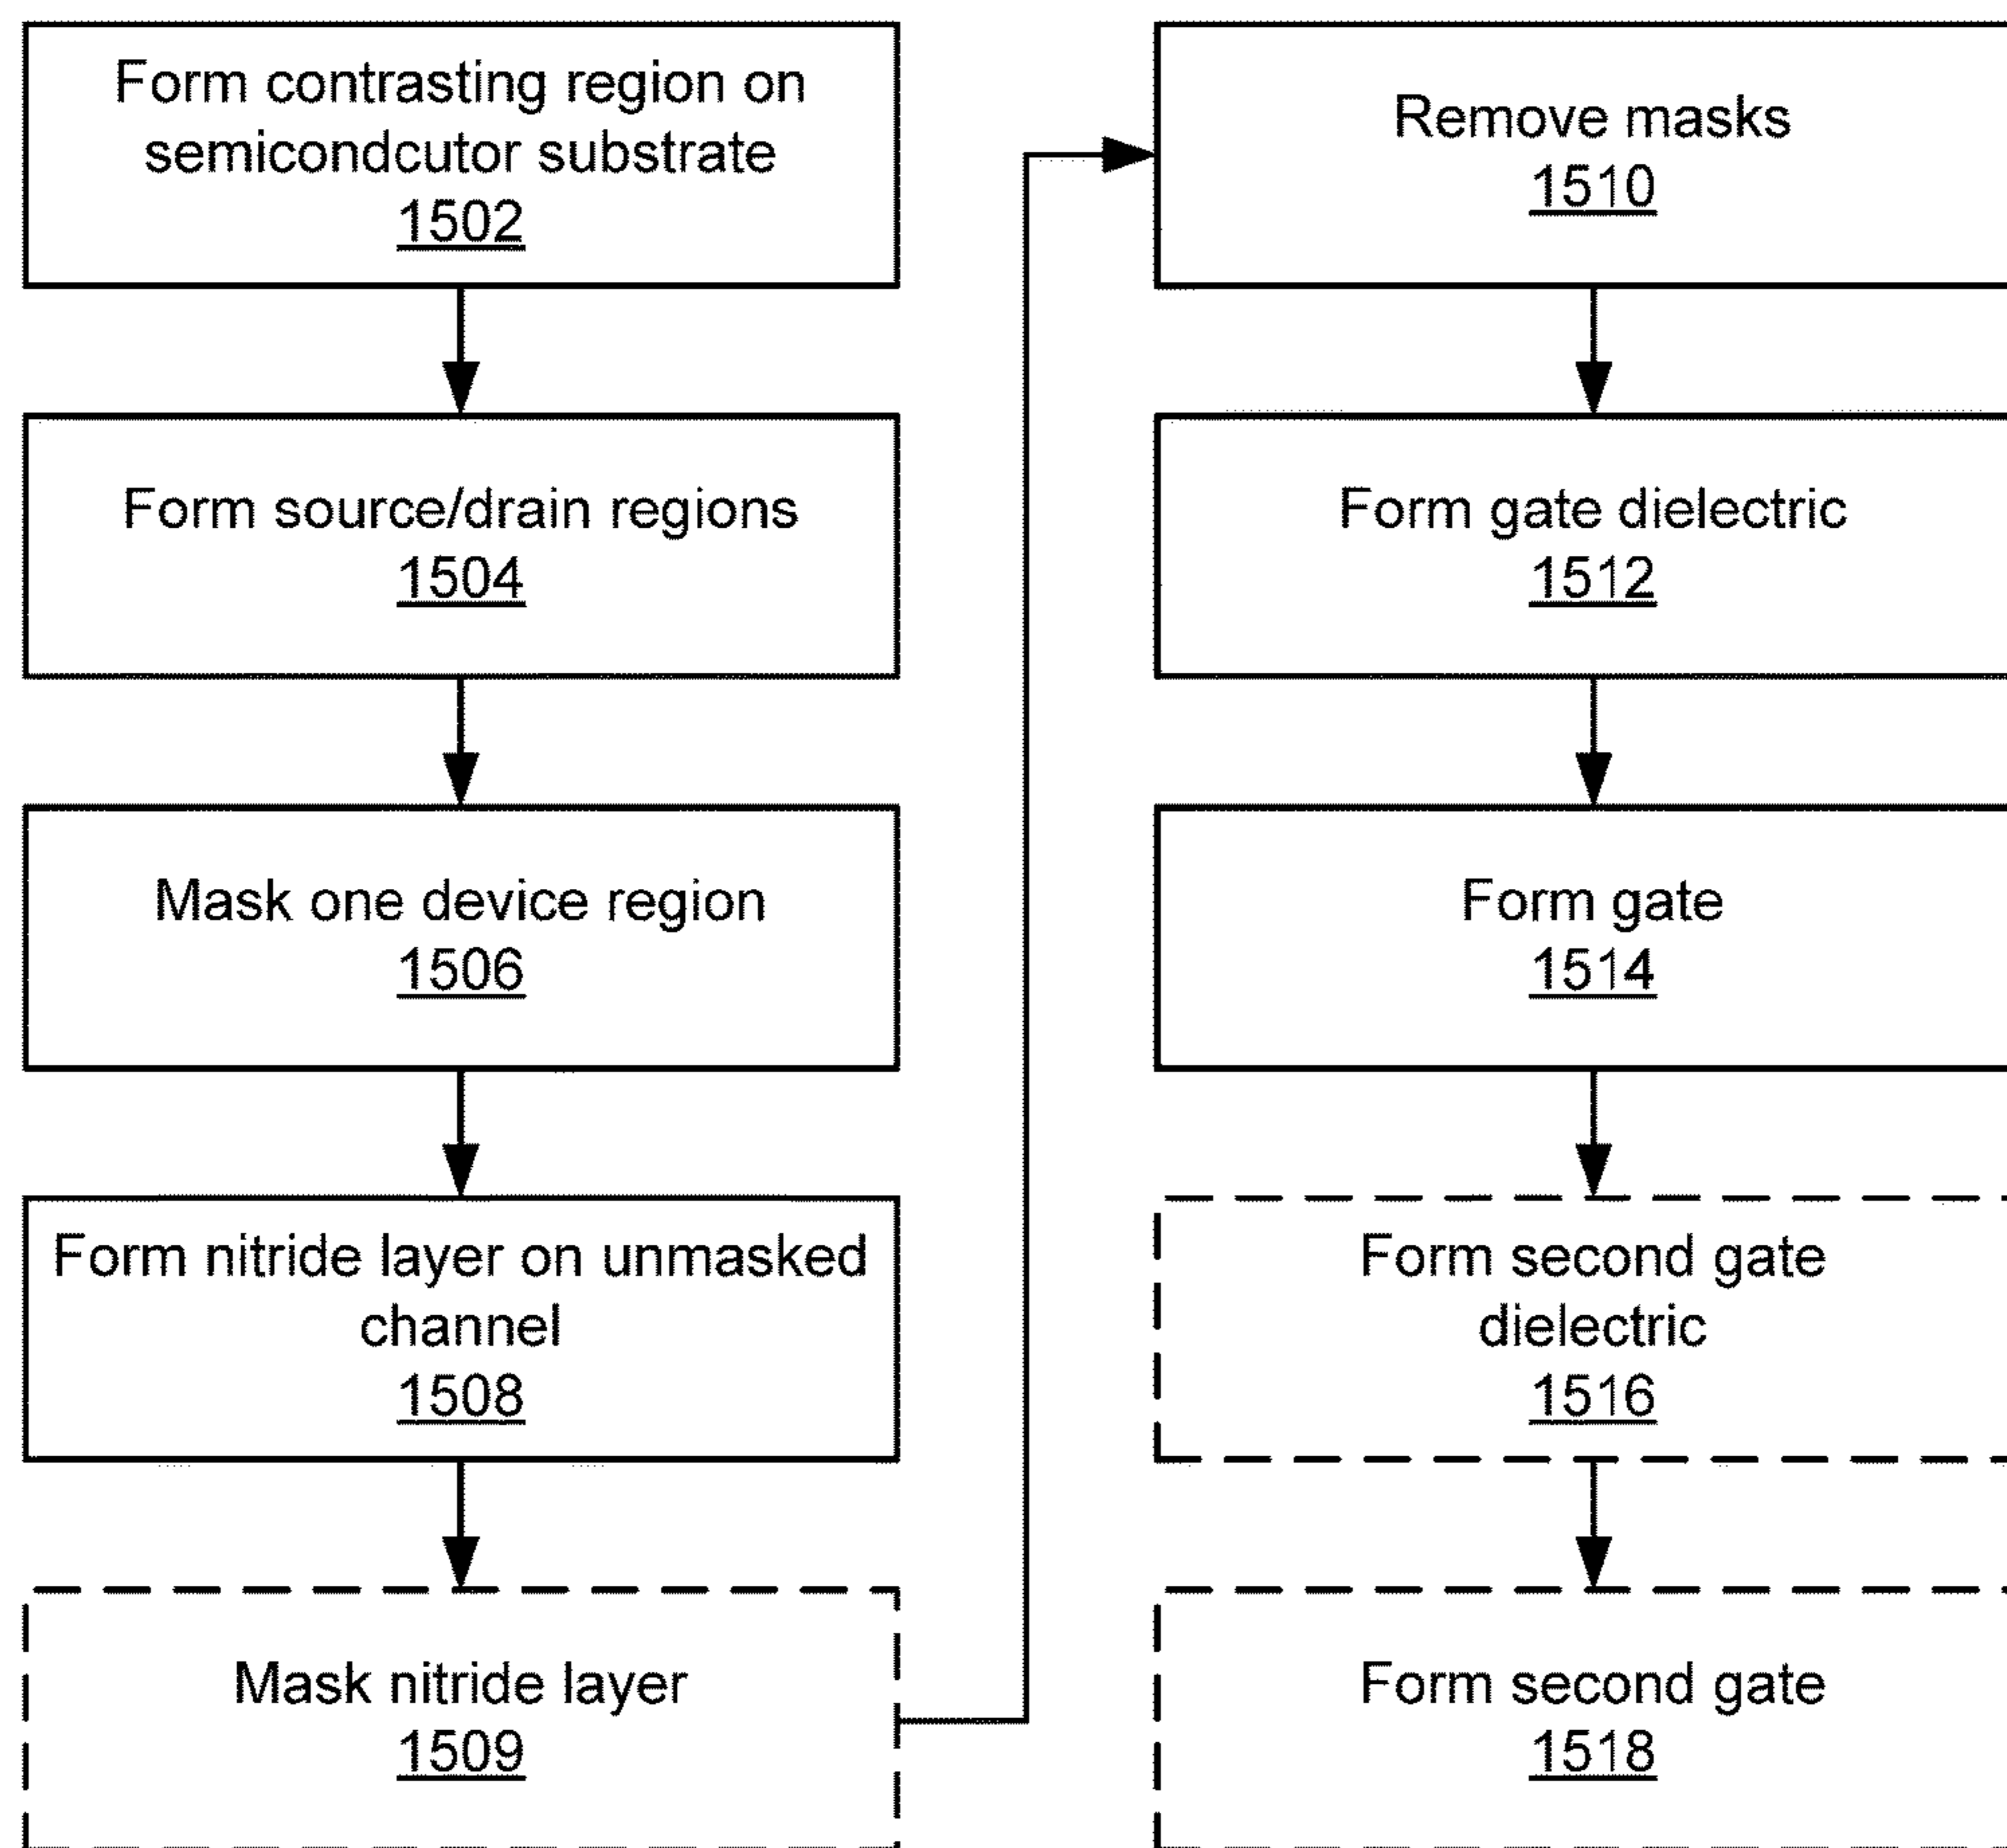 Form contrasting region on
semicondcutor substrate
1502
Form source/drain regions
1504
Mask one device region
1506
Form nitride layer on unmasked
channel
1508
Mask nitride layer
1509
Remove masks
1510
Form gate dielectric
1512
Form gate
1514
Form second gate
dielectric
1516
Form second gate
1518